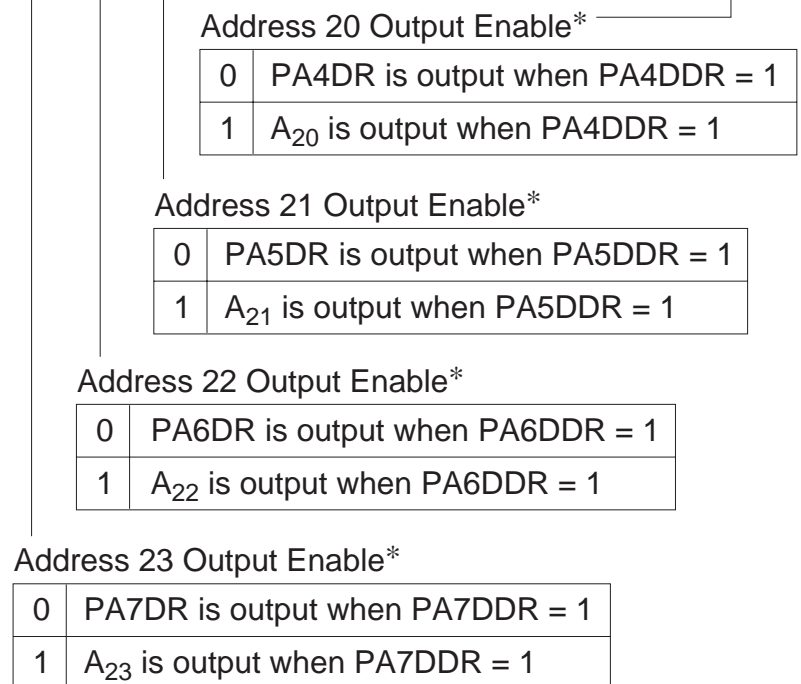 Address 20 Output Enable*
0 PA4DR is output when PA4DDR = 1
1 A20 is output when PA4DDR = 1
Address 21 Output Enable*
0 PA5DR is output when PA5DDR = 1
1 A21 is output when PA5DDR = 1
Address 22 Output Enable*
0 PA6DR is output when PA6DDR = 1
1 A22 is output when PA6DDR = 1
Address 23 Output Enable*
0 PA7DR is output when PA7DDR = 1
1 A23 is output when PA7DDR = 1